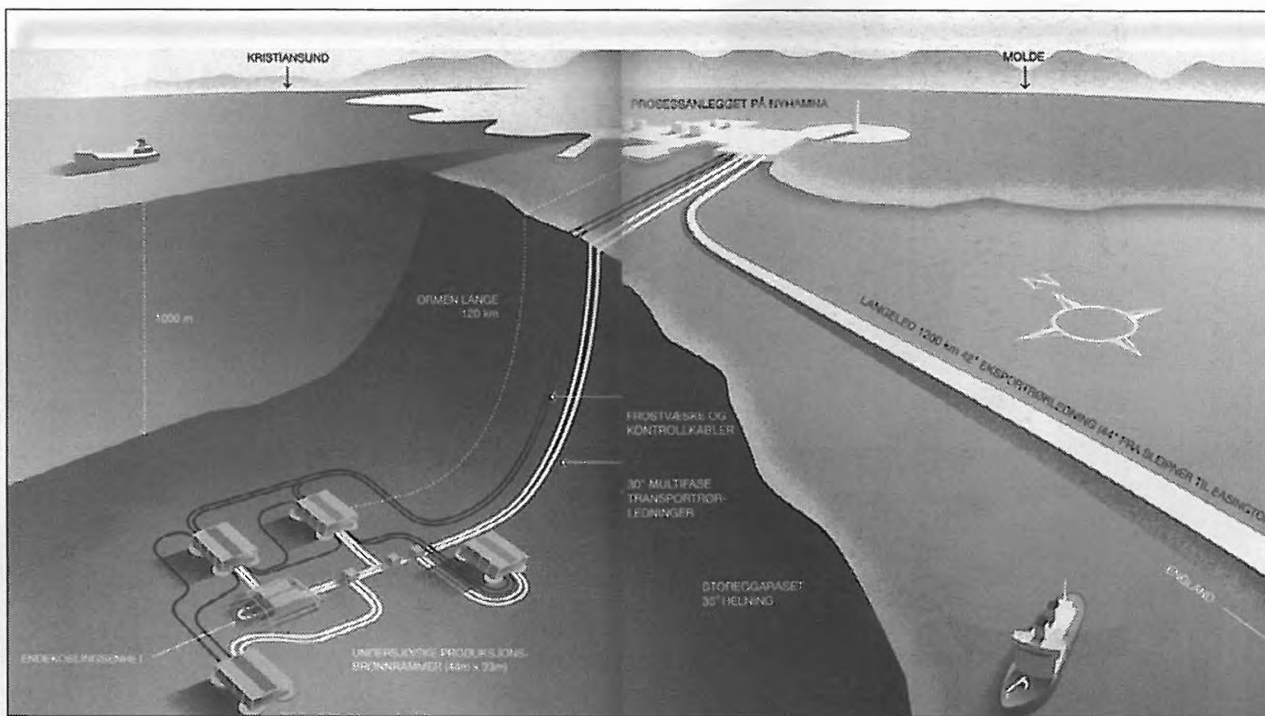 KRISTIANSUND
MOLDE
PROSESSANLEGGET PÅ NYHAMNA
ORMEN LANGE
120 km
1000 m
LANGELED 1200 km 42" EKSPORTRØRLEDNING (44" FRA SLEIPNER TIL EASINGTON
FROSTVÆSKE OG
KONTROLLKABLER
30" MULTIFASE
TRANSPORTRØR-
LEDNINGER
STOREGGARASET
35° HELNING
ENGLAND
ENDEKOBLINGSENHET
UNDERSJØISKE PRODUKSJONS-
BRØNNRAMMER (44m x 33m)